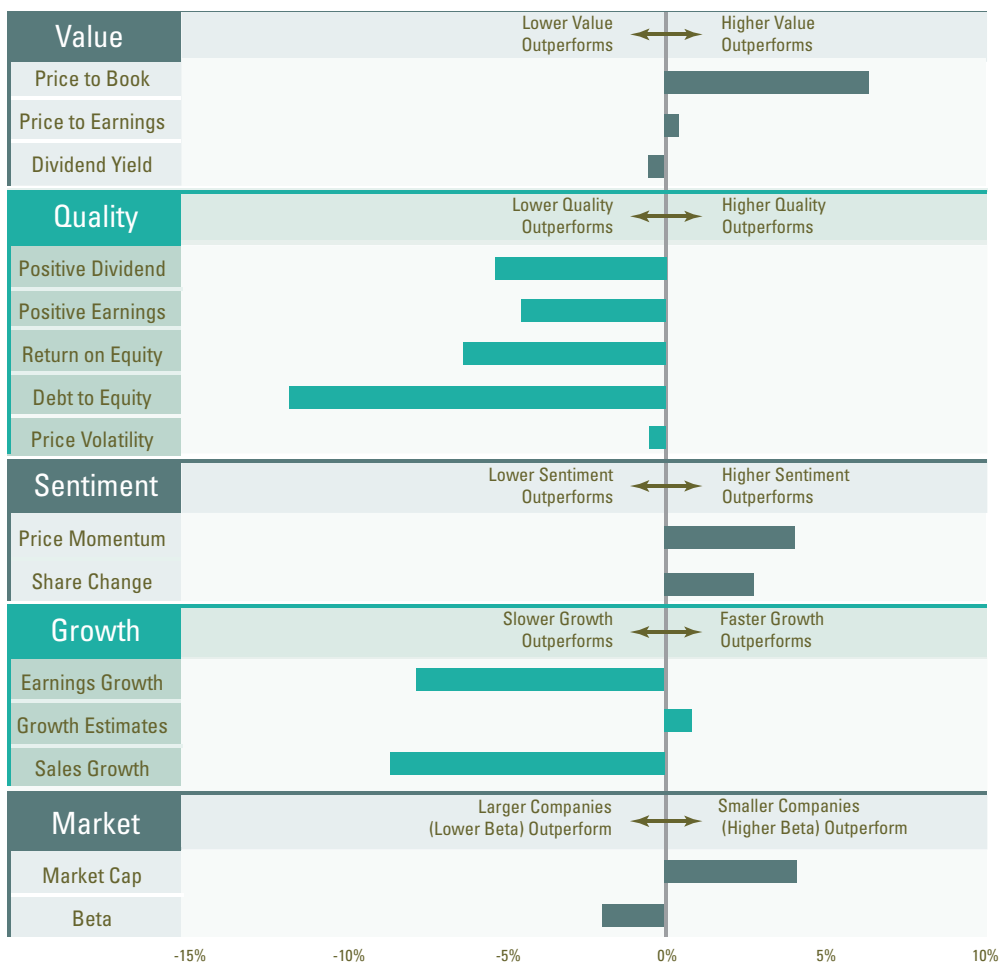 Value
Lower Value
Outperforms
Higher Value
Outperforms
Price to Book
Price to Earnings
Dividend Yield
Quality
Lower Quality
Outperforms
Higher Quality
Outperforms
Positive Dividend
Positive Earnings
Return on Equity
Debt to Equity
Price Volatility
Sentiment
Lower Sentiment
Outperforms
Higher Sentiment
Outperforms
Price Momentum
Share Change
Growth
Slower Growth
Outperforms
Faster Growth
Outperforms
Earnings Growth
Growth Estimates
Sales Growth
Market
Larger Companies
(Lower Beta) Outperform
Smaller Companies
(Higher Beta) Outperform
Market Cap
Beta
-15% -10% -5% 0% 5% 10%